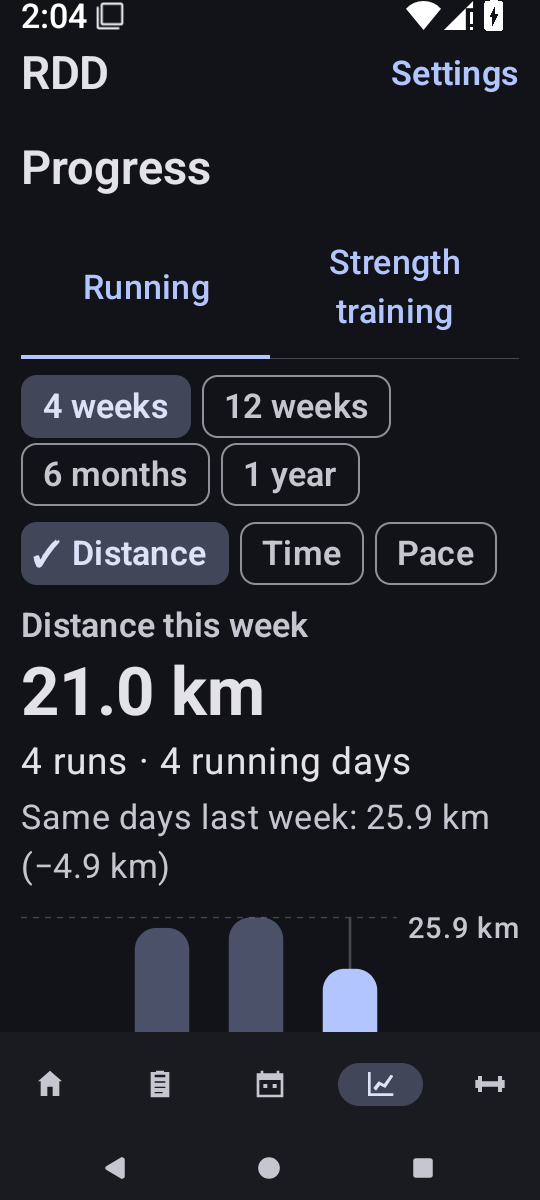 2:04
RDD
Settings
Progress
Running
Strength
training
4 weeks
12 weeks
6 months
1 year
✓ Distance
Time
Pace
Distance this week
21.0 km
4 runs · 4 running days
Same days last week: 25.9 km
(−4.9 km)
25.9 km